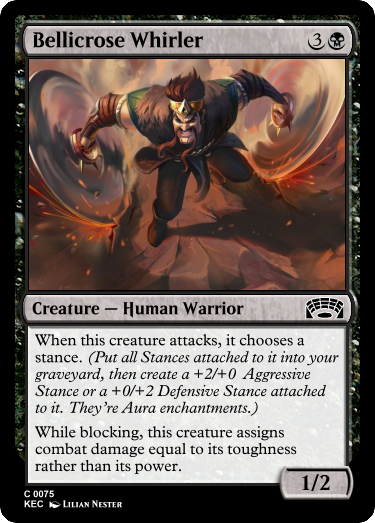 Bellicrose Whirler 3
Creature — Human Warrior
When this creature attacks, it chooses a
stance. (Put all Stances attached to it into your
graveyard, then create a +2/+0 Aggressive
Stance or a +0/+2 Defensive Stance attached
to it. They're Aura enchantments.)
While blocking, this creature assigns
combat damage equal to its toughness
rather than its power.
1/2
C 0075
KEC Lilian Nester